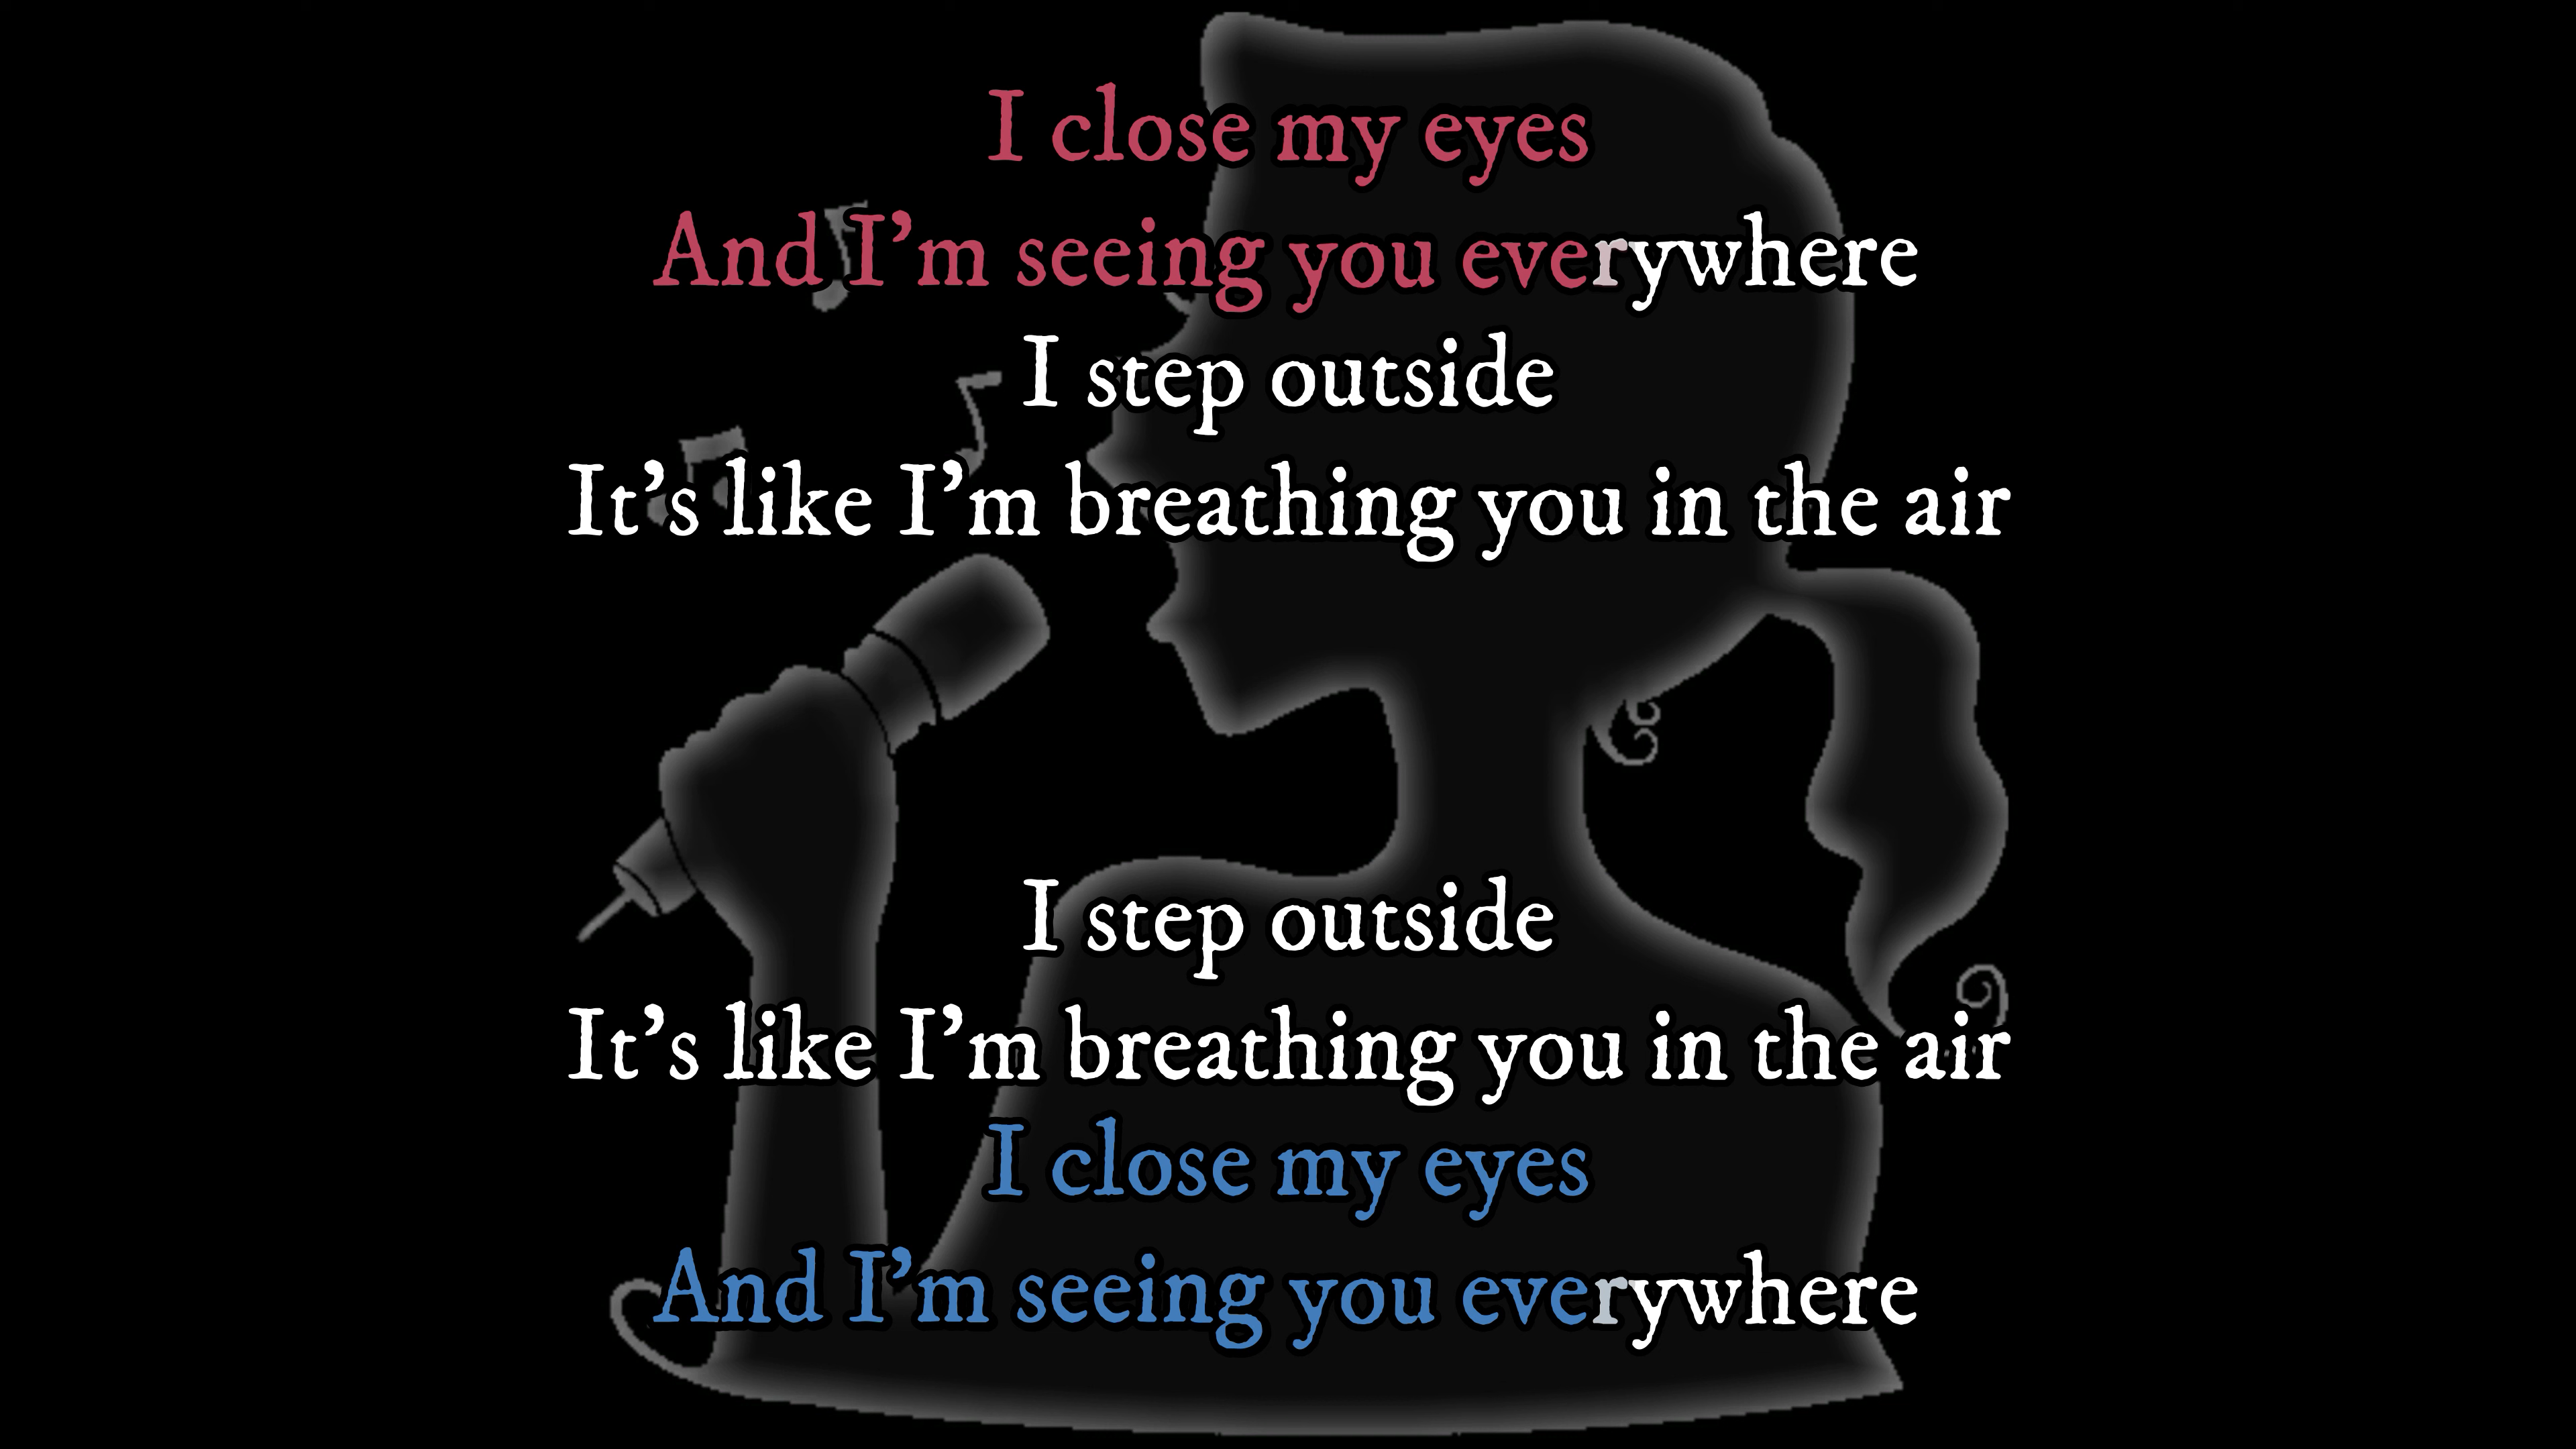 I close my eyes
And I’m seeing you everywhere
I step outside
It’s like I’m breathing you in the air
I step outside
It’s like I’m breathing you in the air
I close my eyes
And I’m seeing you everywhere